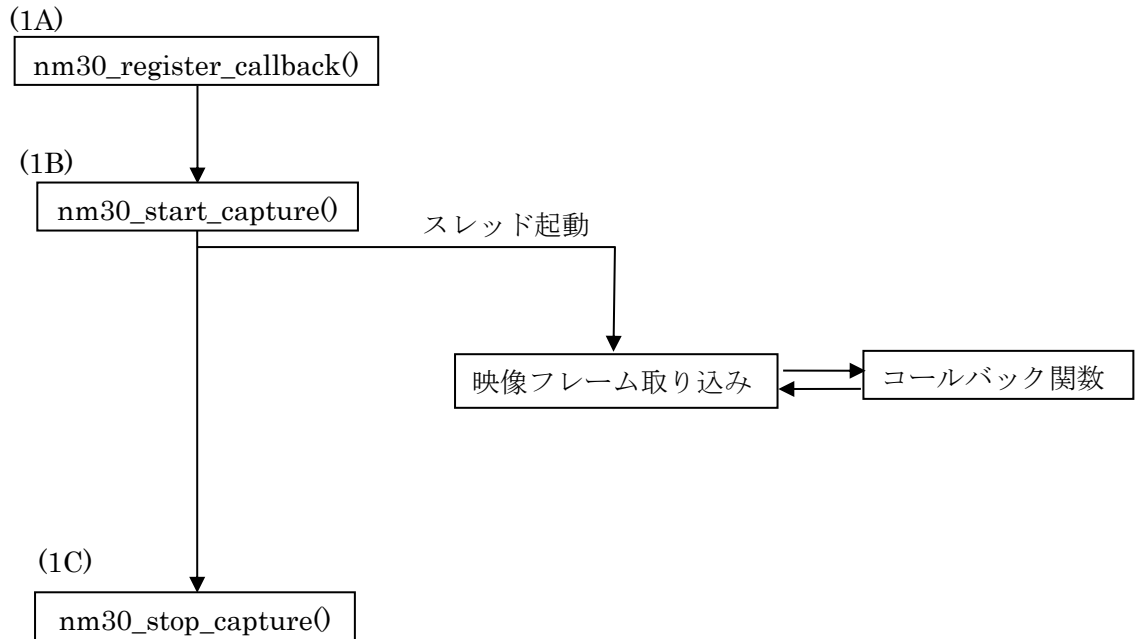 (1A)
nm30_register_callback()
(1B)
nm30_start_capture()
スレッド起動
映像フレーム取り込み
コールバック関数
(1C)
nm30_stop_capture()